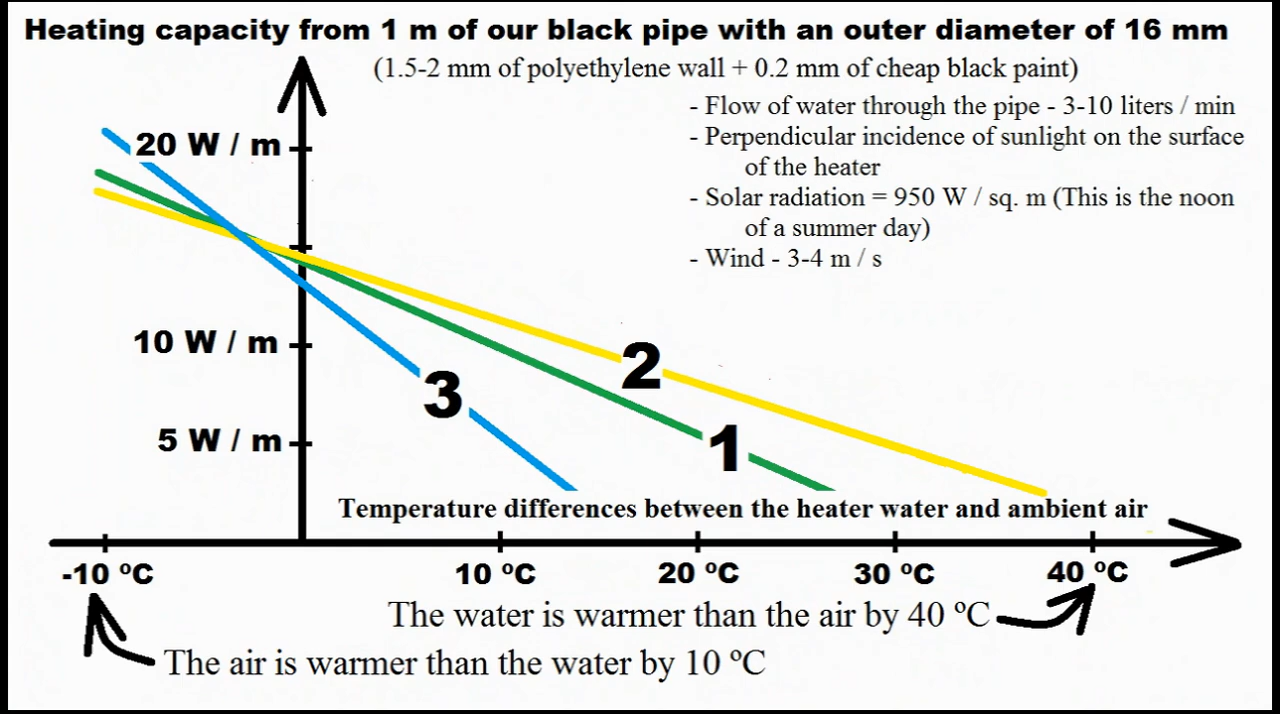 Heating capacity from 1 m of our black pipe with an outer diameter of 16 mm
(1.5-2 mm of polyethylene wall + 0.2 mm of cheap black paint)
- Flow of water through the pipe - 3-10 liters / min
- Perpendicular incidence of sunlight on the surface
of the heater
- Solar radiation = 950 W / sq. m (This is the noon
of a summer day)
- Wind - 3-4 m / s
20 W / m
10 W / m
5 W / m
2
3
1
Temperature differences between the heater water and ambient air
-10 ºC 10 ºC 20 ºC 30 ºC 40 ºC
The water is warmer than the air by 40 ºC
The air is warmer than the water by 10 ºC